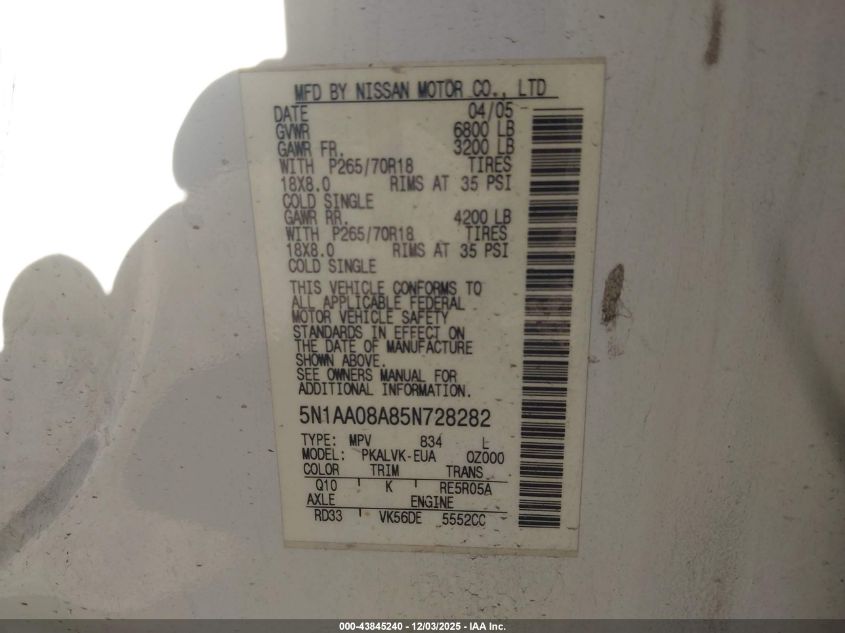 MFD BY NISSAN MOTOR CO., LTD
DATE 04/05
GVWR 6800 LB
GAWR FR. 3200 LB
WITH P265/70R18 TIRES
18X8.0 RIMS AT 35 PSI
COLD SINGLE
GAWR RR. 4200 LB
WITH P265/70R18 TIRES
18X8.0 RIMS AT 35 PSI
COLD SINGLE
THIS VEHICLE CONFORMS TO
ALL APPLICABLE FEDERAL
MOTOR VEHICLE SAFETY
STANDARDS IN EFFECT ON
THE DATE OF MANUFACTURE
SHOWN ABOVE.
SEE OWNERS MANUAL FOR
ADDITIONAL INFORMATION.
5N1AA08A85N728282
TYPE: MPV 834 L
MODEL: PKALVK-EUA 0Z000
COLOR TRIM TRANS
Q10 K RE5R05A
AXLE ENGINE
RD33 VK56DE 5552CC
000-43845240 - 12/03/2025 - IAA Inc.